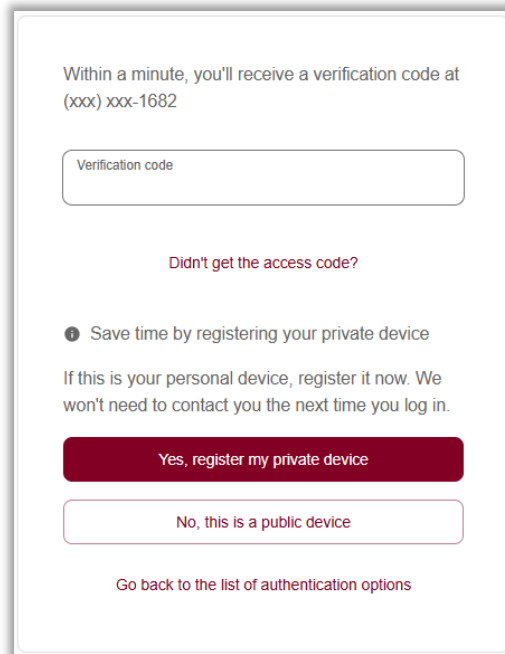 Within a minute, you'll receive a verification code at
(xxx) xxx-1682
Verification code
Didn't get the access code?
Save time by registering your private device
If this is your personal device, register it now. We
won't need to contact you the next time you log in.
Yes, register my private device
No, this is a public device
Go back to the list of authentication options